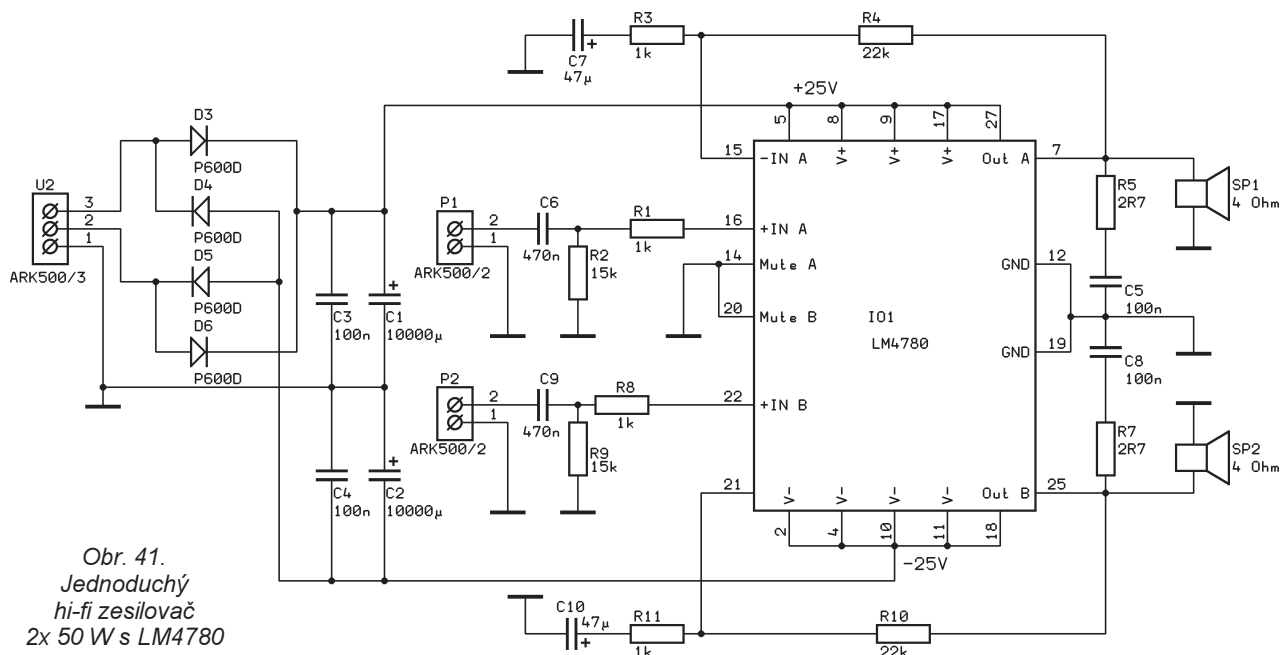 R3
1k
R4
22k
C7
47µ
+
+25V
D3
P600D
D4
P600D
D5
P600D
D6
P600D
U2
3
2
1
ARK500/3
P1
2
1
ARK500/2
C6
470n
R1
1k
R2
15k
C3
100n
C1
10000µ
+
C4
100n
C2
10000µ
+
P2
2
1
ARK500/2
C9
470n
R8
1k
R9
15k
5
8
9
17
27
V+
V+
V+
15
-IN A
16
+IN A
14
Mute A
20
Mute B
22
+IN B
21
IO1
LM4780
Out A
7
GND
12
GND
19
Out B
25
V-
V-
V-
V-
2
4
10
11
18
-25V
R5
2R7
C5
100n
C8
100n
R7
2R7
SP1
4 Ohm
SP2
4 Ohm
C10
47µ
+
R11
1k
R10
22k
Obr. 41.
Jednoduchý
hi-fi zesilovač
2x 50 W s LM4780